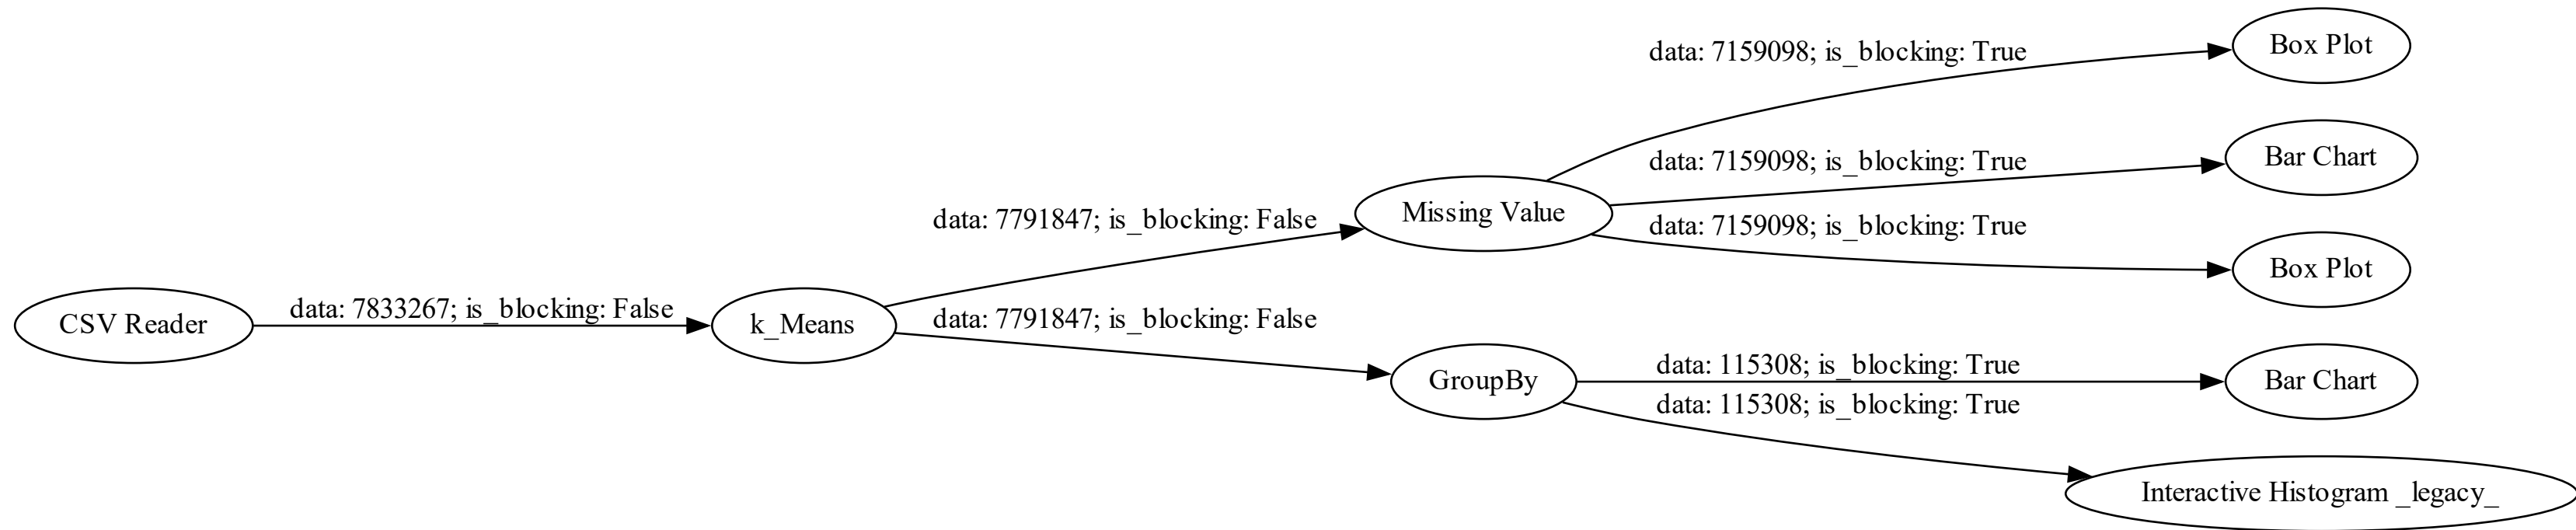 data: 7159098; is_blocking: True
Box Plot
data: 7159098; is_blocking: True
Bar Chart
data: 7791847; is_blocking: False
Missing Value
data: 7159098; is_blocking: True
Box Plot
CSV Reader
data: 7833267; is_blocking: False
k_Means
data: 7791847; is_blocking: False
GroupBy
data: 115308; is_blocking: True
Bar Chart
data: 115308; is_blocking: True
Interactive Histogram _legacy_